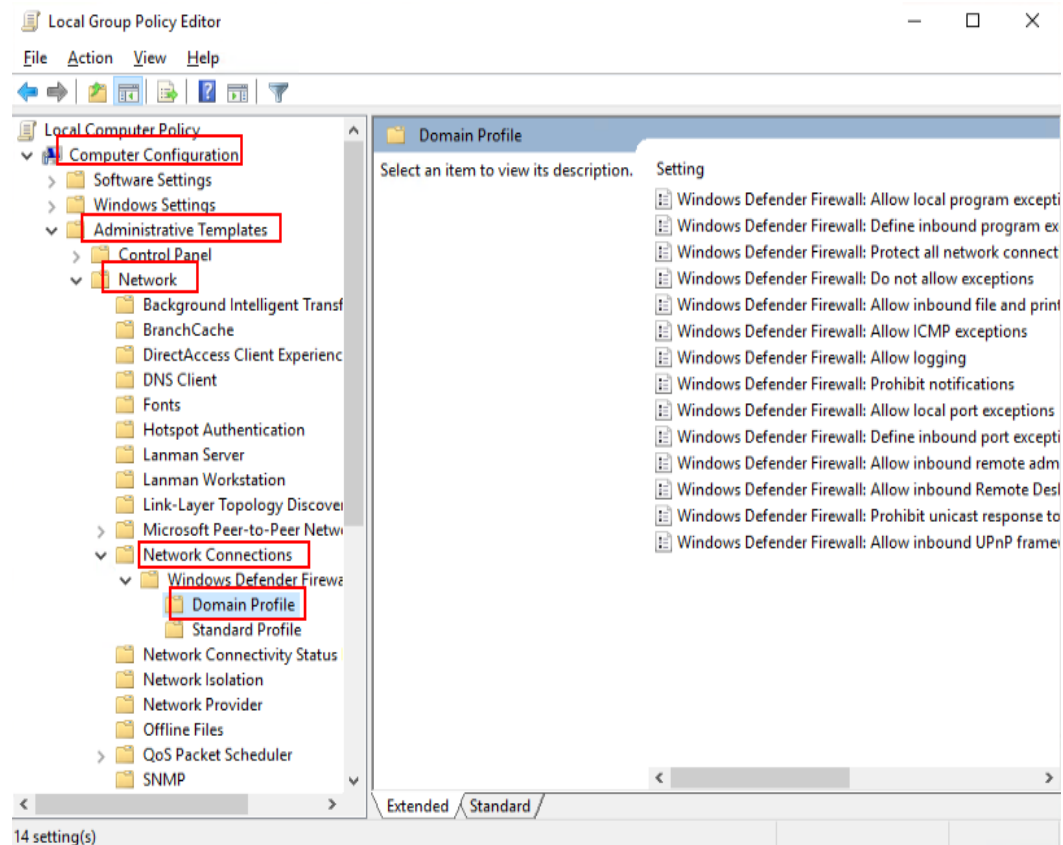 Local Group Policy Editor
File Action View Help
Local Computer Policy
Computer Configuration
Software Settings
Windows Settings
Administrative Templates
Control Panel
Network
Background Intelligent Transf
BranchCache
DirectAccess Client Experienc
DNS Client
Fonts
Hotspot Authentication
Lanman Server
Lanman Workstation
Link-Layer Topology Discover
Microsoft Peer-to-Peer Netw
Network Connections
Windows Defender Firewa
Domain Profile
Standard Profile
Network Connectivity Status
Network Isolation
Network Provider
Offline Files
QoS Packet Scheduler
SNMP
Domain Profile
Select an item to view its description.
Setting
Windows Defender Firewall: Allow local program excepti
Windows Defender Firewall: Define inbound program ex
Windows Defender Firewall: Protect all network connect
Windows Defender Firewall: Do not allow exceptions
Windows Defender Firewall: Allow inbound file and print
Windows Defender Firewall: Allow ICMP exceptions
Windows Defender Firewall: Allow logging
Windows Defender Firewall: Prohibit notifications
Windows Defender Firewall: Allow local port exceptions
Windows Defender Firewall: Define inbound port excepti
Windows Defender Firewall: Allow inbound remote adm
Windows Defender Firewall: Allow inbound Remote Desl
Windows Defender Firewall: Prohibit unicast response to
Windows Defender Firewall: Allow inbound UPnP frame
Extended Standard
14 setting(s)